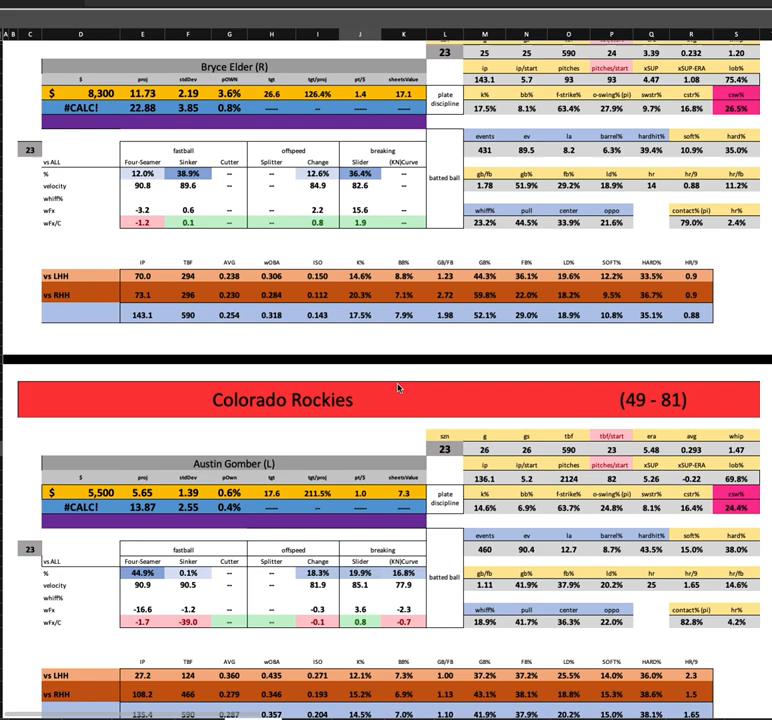 A B C D E F G H I J K L M N O P Q R S
23 25 25 590 24 3.39 0.232 1.20
Bryce Elder (R) ip ip/start pitches pitches/start xSUP xSUP-ERA lob%
143.1 5.7 93 93 4.47 1.08 75.4%
$ proj stdDev pOWN tgt tgt/proj pt/$ sheetsValue
$ 8,300 11.73 2.19 3.6% 26.6 126.4% 1.4 17.1 plate discipline k% bb% f-strike% o-swing% (pi) swstr% cstr% csw%
#CALC! 22.88 3.85 0.8% ---- -- ---- -- 17.5% 8.1% 63.4% 27.9% 9.7% 16.8% 26.5%
events ev la barrel% hardhit% soft% hard%
23 fastball offspeed breaking 431 89.5 8.2 6.3% 39.4% 10.9% 35.0%
vs ALL Four-Seamer Sinker Cutter Splitter Change Slider (KN)Curve
% 12.0% 38.9% -- -- 12.6% 36.4% -- batted ball gb/fb gb% fb% ld% hr hr/9 hr/fb
velocity 90.8 89.6 -- -- 84.9 82.6 -- 1.78 51.9% 29.2% 18.9% 14 0.88 11.2%
whiff%
wFx -3.2 0.6 -- -- 2.2 15.6 -- whiff% pull center oppo contact% (pi) hr%
wFx/C -1.2 0.1 -- -- 0.8 1.9 -- 23.2% 44.5% 33.9% 21.6% 79.0% 2.4%
IP TBF AVG wOBA ISO K% BB% GB/FB GB% FB% LD% SOFT% HARD% HR/9
vs LHH 70.0 294 0.238 0.306 0.150 14.6% 8.8% 1.23 44.3% 36.1% 19.6% 12.2% 33.5% 0.9
vs RHH 73.1 296 0.230 0.284 0.112 20.3% 7.1% 2.72 59.8% 22.0% 18.2% 9.5% 36.7% 0.9
143.1 590 0.254 0.318 0.143 17.5% 7.9% 1.98 52.1% 29.0% 18.9% 10.8% 35.1% 0.88
Colorado Rockies (49 - 81)
szn g gs tbf tbf/start era avg whip
23 26 26 590 23 5.48 0.293 1.47
Austin Gomber (L) ip ip/start pitches pitches/start xSUP xSUP-ERA lob%
$ proj stdDev pOwn tgt tgt/proj pt/$ sheetsValue 136.1 5.2 2124 82 5.26 -0.22 69.8%
$ 5,500 5.65 1.39 0.6% 17.6 211.5% 1.0 7.3 plate discipline k% bb% f-strike% o-swing% (pi) swstr% cstr% csw%
#CALC! 13.87 2.55 0.4% ---- -- ---- -- 14.6% 6.9% 63.7% 24.8% 8.1% 16.4% 24.4%
events ev la barrel% hardhit% soft% hard%
23 fastball offspeed breaking 460 90.4 12.7 8.7% 43.5% 15.0% 38.0%
vs ALL Four-Seamer Sinker Cutter Splitter Change Slider (KN)Curve
% 44.9% 0.1% -- -- 18.3% 19.9% 16.8% batted ball gb/fb gb% fb% ld% hr hr/9 hr/fb
velocity 90.9 90.5 -- -- 81.9 85.1 77.9 1.11 41.9% 37.9% 20.2% 25 1.65 14.6%
whiff%
wFx -16.6 -1.2 -- -- -0.3 3.6 -2.3 whiff% pull center oppo contact% (pi) hr%
wFx/C -1.7 -39.0 -- -- -0.1 0.8 -0.7 18.9% 41.7% 36.3% 22.0% 82.8% 4.2%
IP TBF AVG wOBA ISO K% BB% GB/FB GB% FB% LD% SOFT% HARD% HR/9
vs LHH 27.2 124 0.360 0.435 0.271 12.1% 7.3% 1.00 37.2% 37.2% 25.5% 14.0% 36.0% 2.3
vs RHH 108.2 466 0.279 0.346 0.193 15.2% 6.9% 1.13 43.1% 38.1% 18.8% 15.3% 38.6% 1.5
135.4 590 0.287 0.357 0.204 14.5% 7.0% 1.10 41.9% 37.9% 20.2% 15.0% 38.1% 1.65